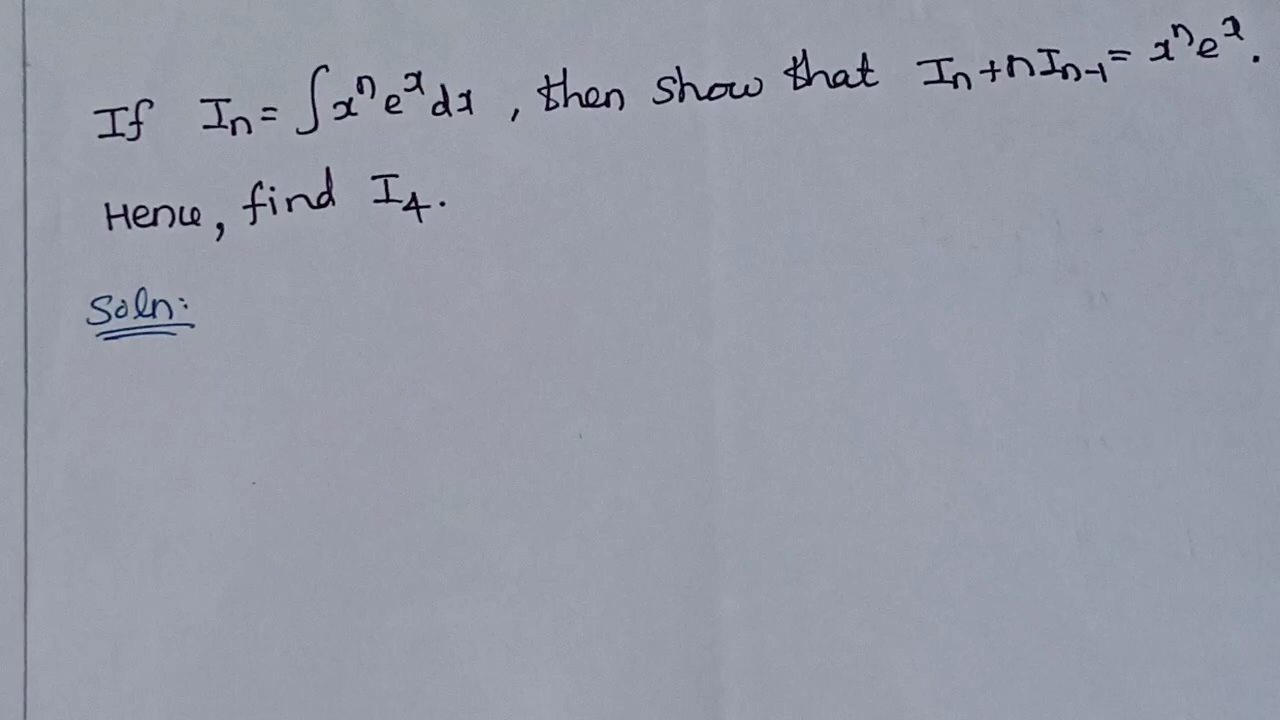 If Iₙ = ∫xⁿeˣdx , then show that Iₙ+nIₙ₋₁ = xⁿeˣ.
Hence, find I₄.
Soln: